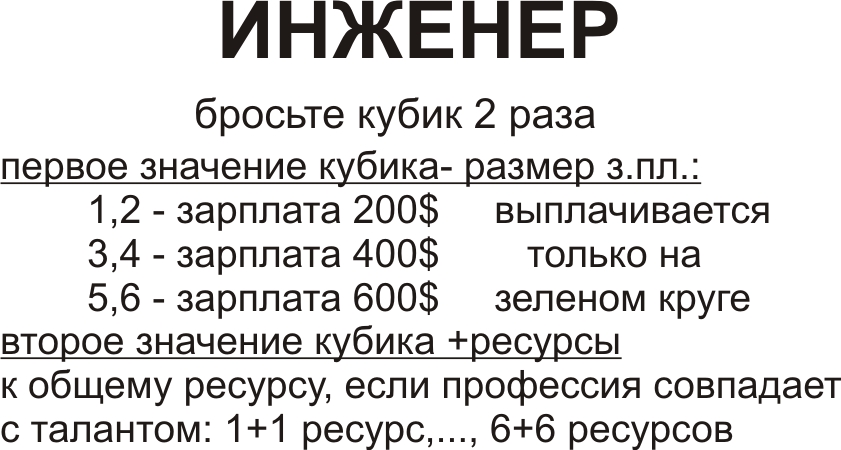 ИНЖЕНЕР
бросьте кубик 2 раза
первое значение кубика- размер з.пл.:
1,2 - зарплата 200$ выплачивается
3,4 - зарплата 400$ только на
5,6 - зарплата 600$ зеленом круге
второе значение кубика +ресурсы
к общему ресурсу, если профессия совпадает
с талантом: 1+1 ресурс,..., 6+6 ресурсов